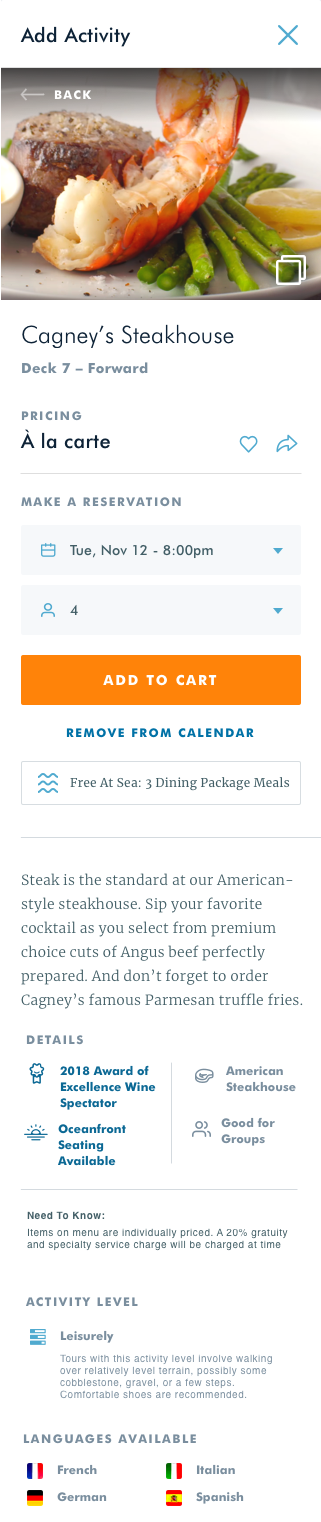 Add Activity
BACK
Cagney’s Steakhouse
Deck 7 – Forward
PRICING
À la carte
MAKE A RESERVATION
Tue, Nov 12 - 8:00pm
4
ADD TO CART
REMOVE FROM CALENDAR
Free At Sea: 3 Dining Package Meals
Steak is the standard at our American-
style steakhouse. Sip your favorite
cocktail as you select from premium
choice cuts of Angus beef perfectly
prepared. And don’t forget to order
Cagney’s famous Parmesan truffle fries.
DETAILS
2018 Award of
Excellence Wine
Spectator
Oceanfront
Seating
Available
American
Steakhouse
Good for
Groups
Need To Know:
Items on menu are individually priced. A 20% gratuity
and specialty service charge will be charged at time
ACTIVITY LEVEL
Leisurely
Tours with this activity level involve walking
over relatively level terrain, possibly some
cobblestone, gravel, or a few steps.
Comfortable shoes are recommended.
LANGUAGES AVAILABLE
French
Italian
German
Spanish